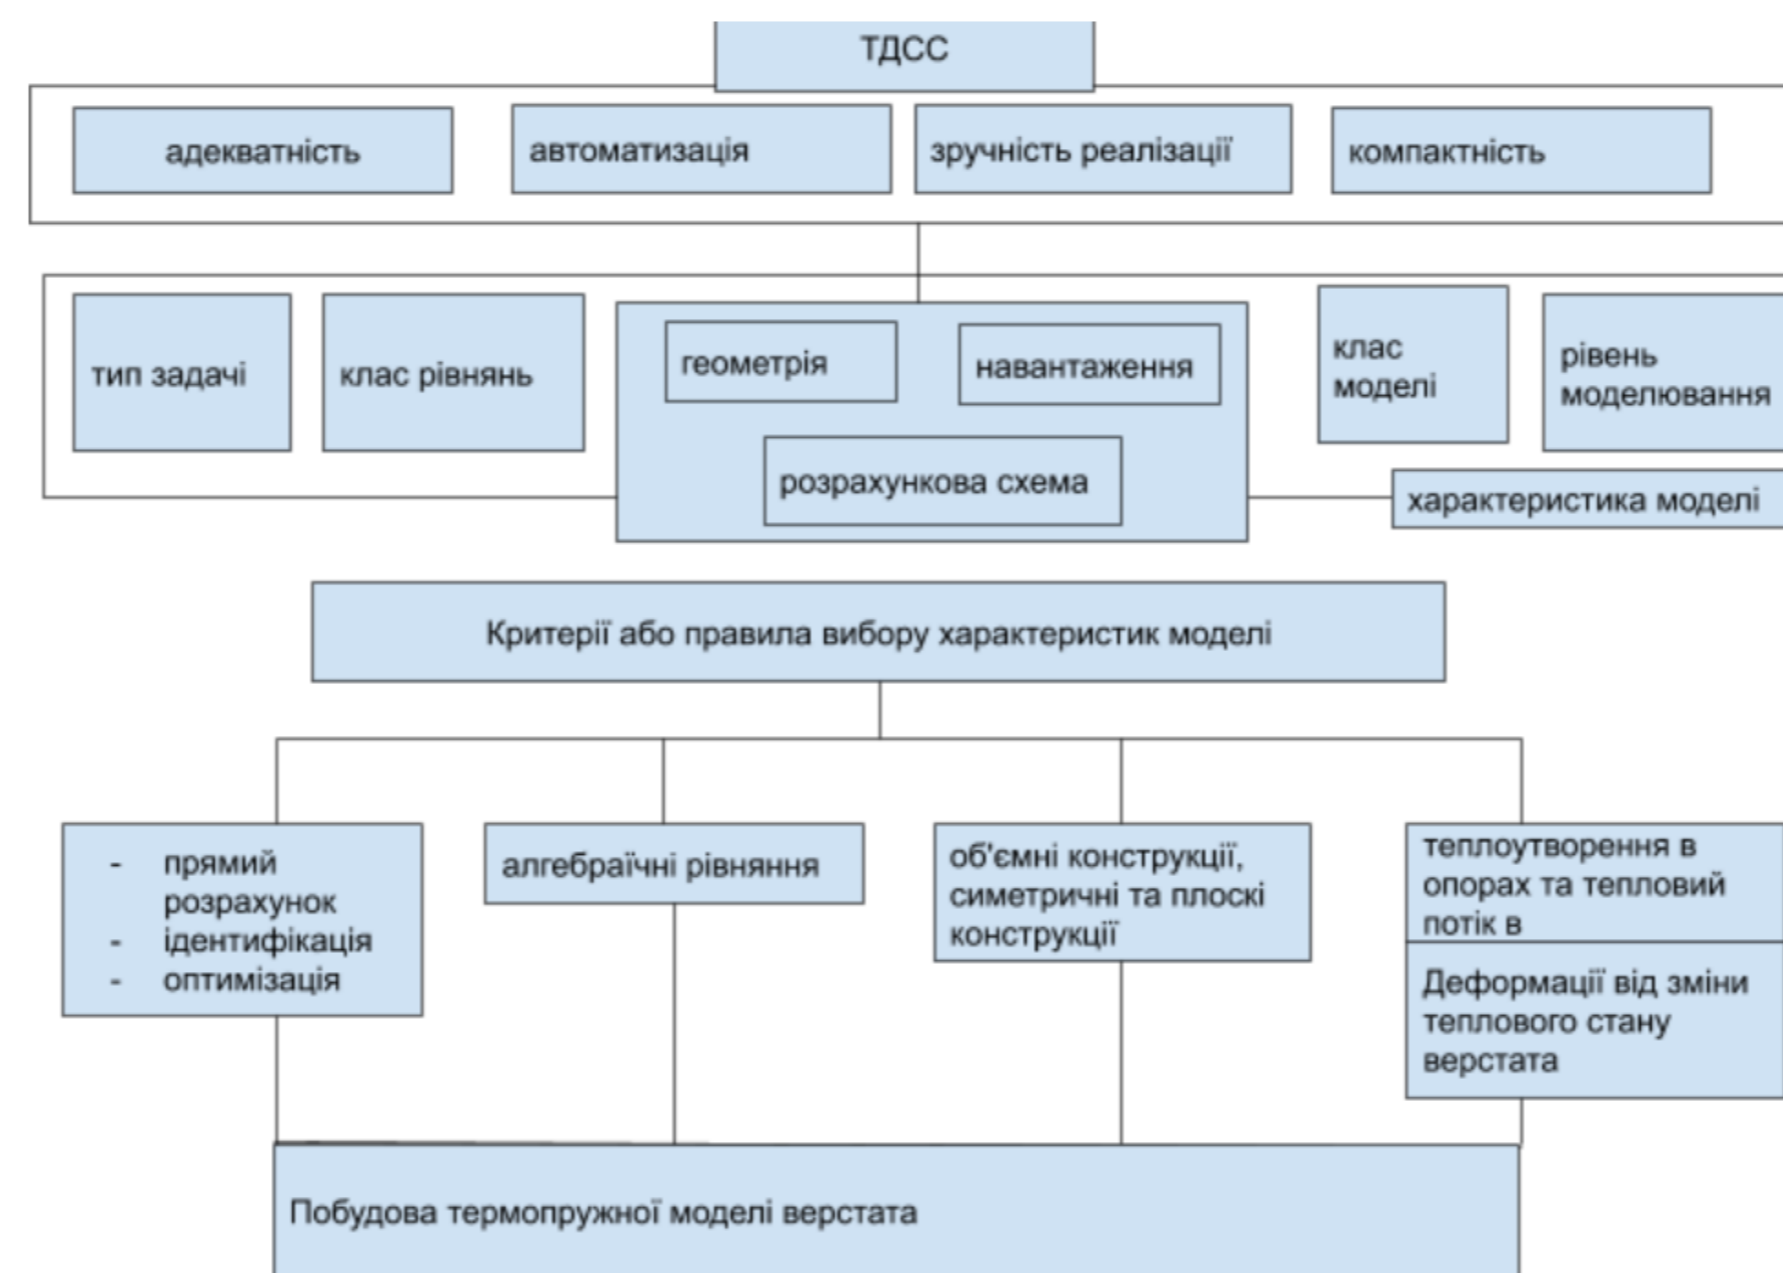 ТДСС
адекватність
автоматизація
зручність реалізації
компактність
тип задачі
клас рівнянь
геометрія
навантаження
розрахункова схема
клас
моделі
рівень
моделювання
характеристика моделі
Критерії або правила вибору характеристик моделі
- прямий
розрахунок
- ідентифікація
- оптимізація
алгебраїчні рівняння
об'ємні конструкції,
симетричні та плоскі
конструкції
теплоутворення в
опорах та тепловий
потік в
Деформації від зміни
теплового стану
верстата
Побудова термопружної моделі верстата